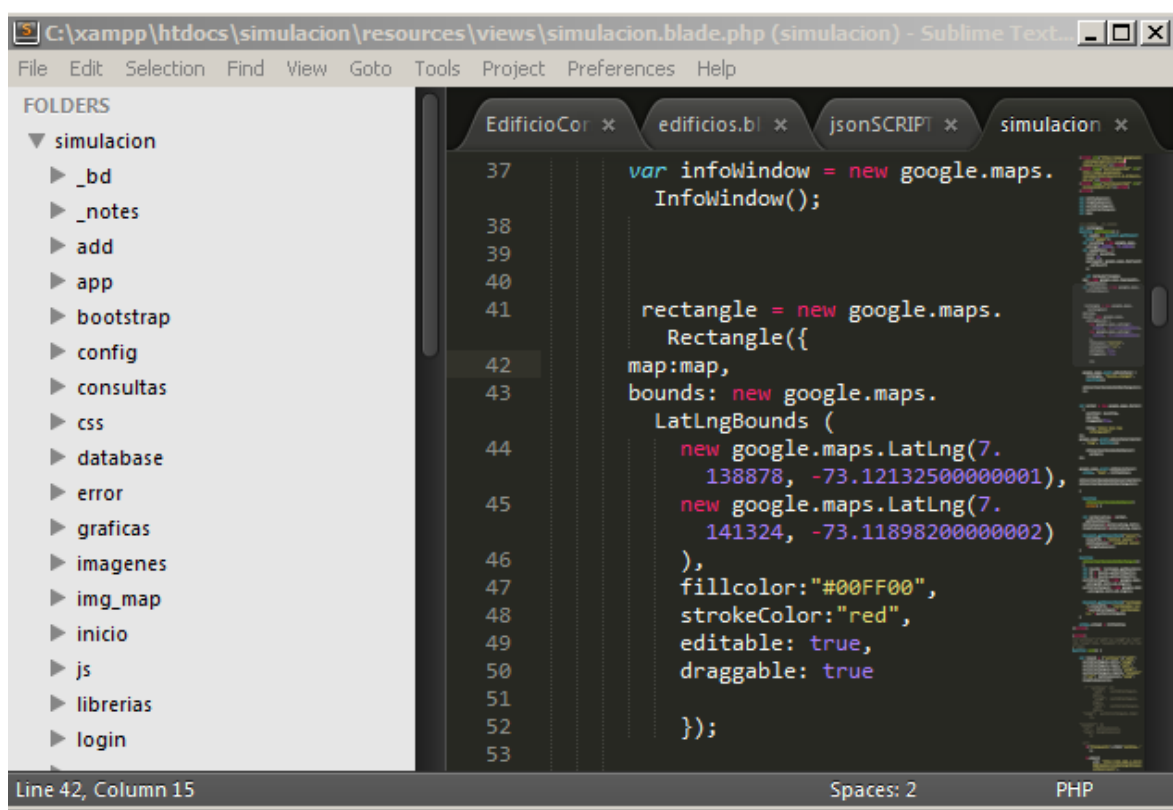 C:\xampp\htdocs\simulacion\resources\views\simulacion.blade.php (simulacion) - Sublime Text...
File Edit Selection Find View Goto Tools Project Preferences Help
FOLDERS
simulacion
_bd
_notes
add
app
bootstrap
config
consultas
css
database
error
graficas
imagenes
img_map
inicio
js
librerias
login
EdificioCor × edificios.bl × jsonSCRIPT × simulacion ×
37 var infoWindow = new google.maps.
InfoWindow();
38
39
40
41 rectangle = new google.maps.
Rectangle({
42 map:map,
43 bounds: new google.maps.
LatLngBounds (
44 new google.maps.LatLng(7.
138878, -73.12132500000001),
45 new google.maps.LatLng(7.
141324, -73.11898200000002)
46 ),
47 fillcolor:"#00FF00",
48 strokeColor:"red",
49 editable: true,
50 draggable: true
51
52 });
53
Line 42, Column 15 Spaces: 2 PHP